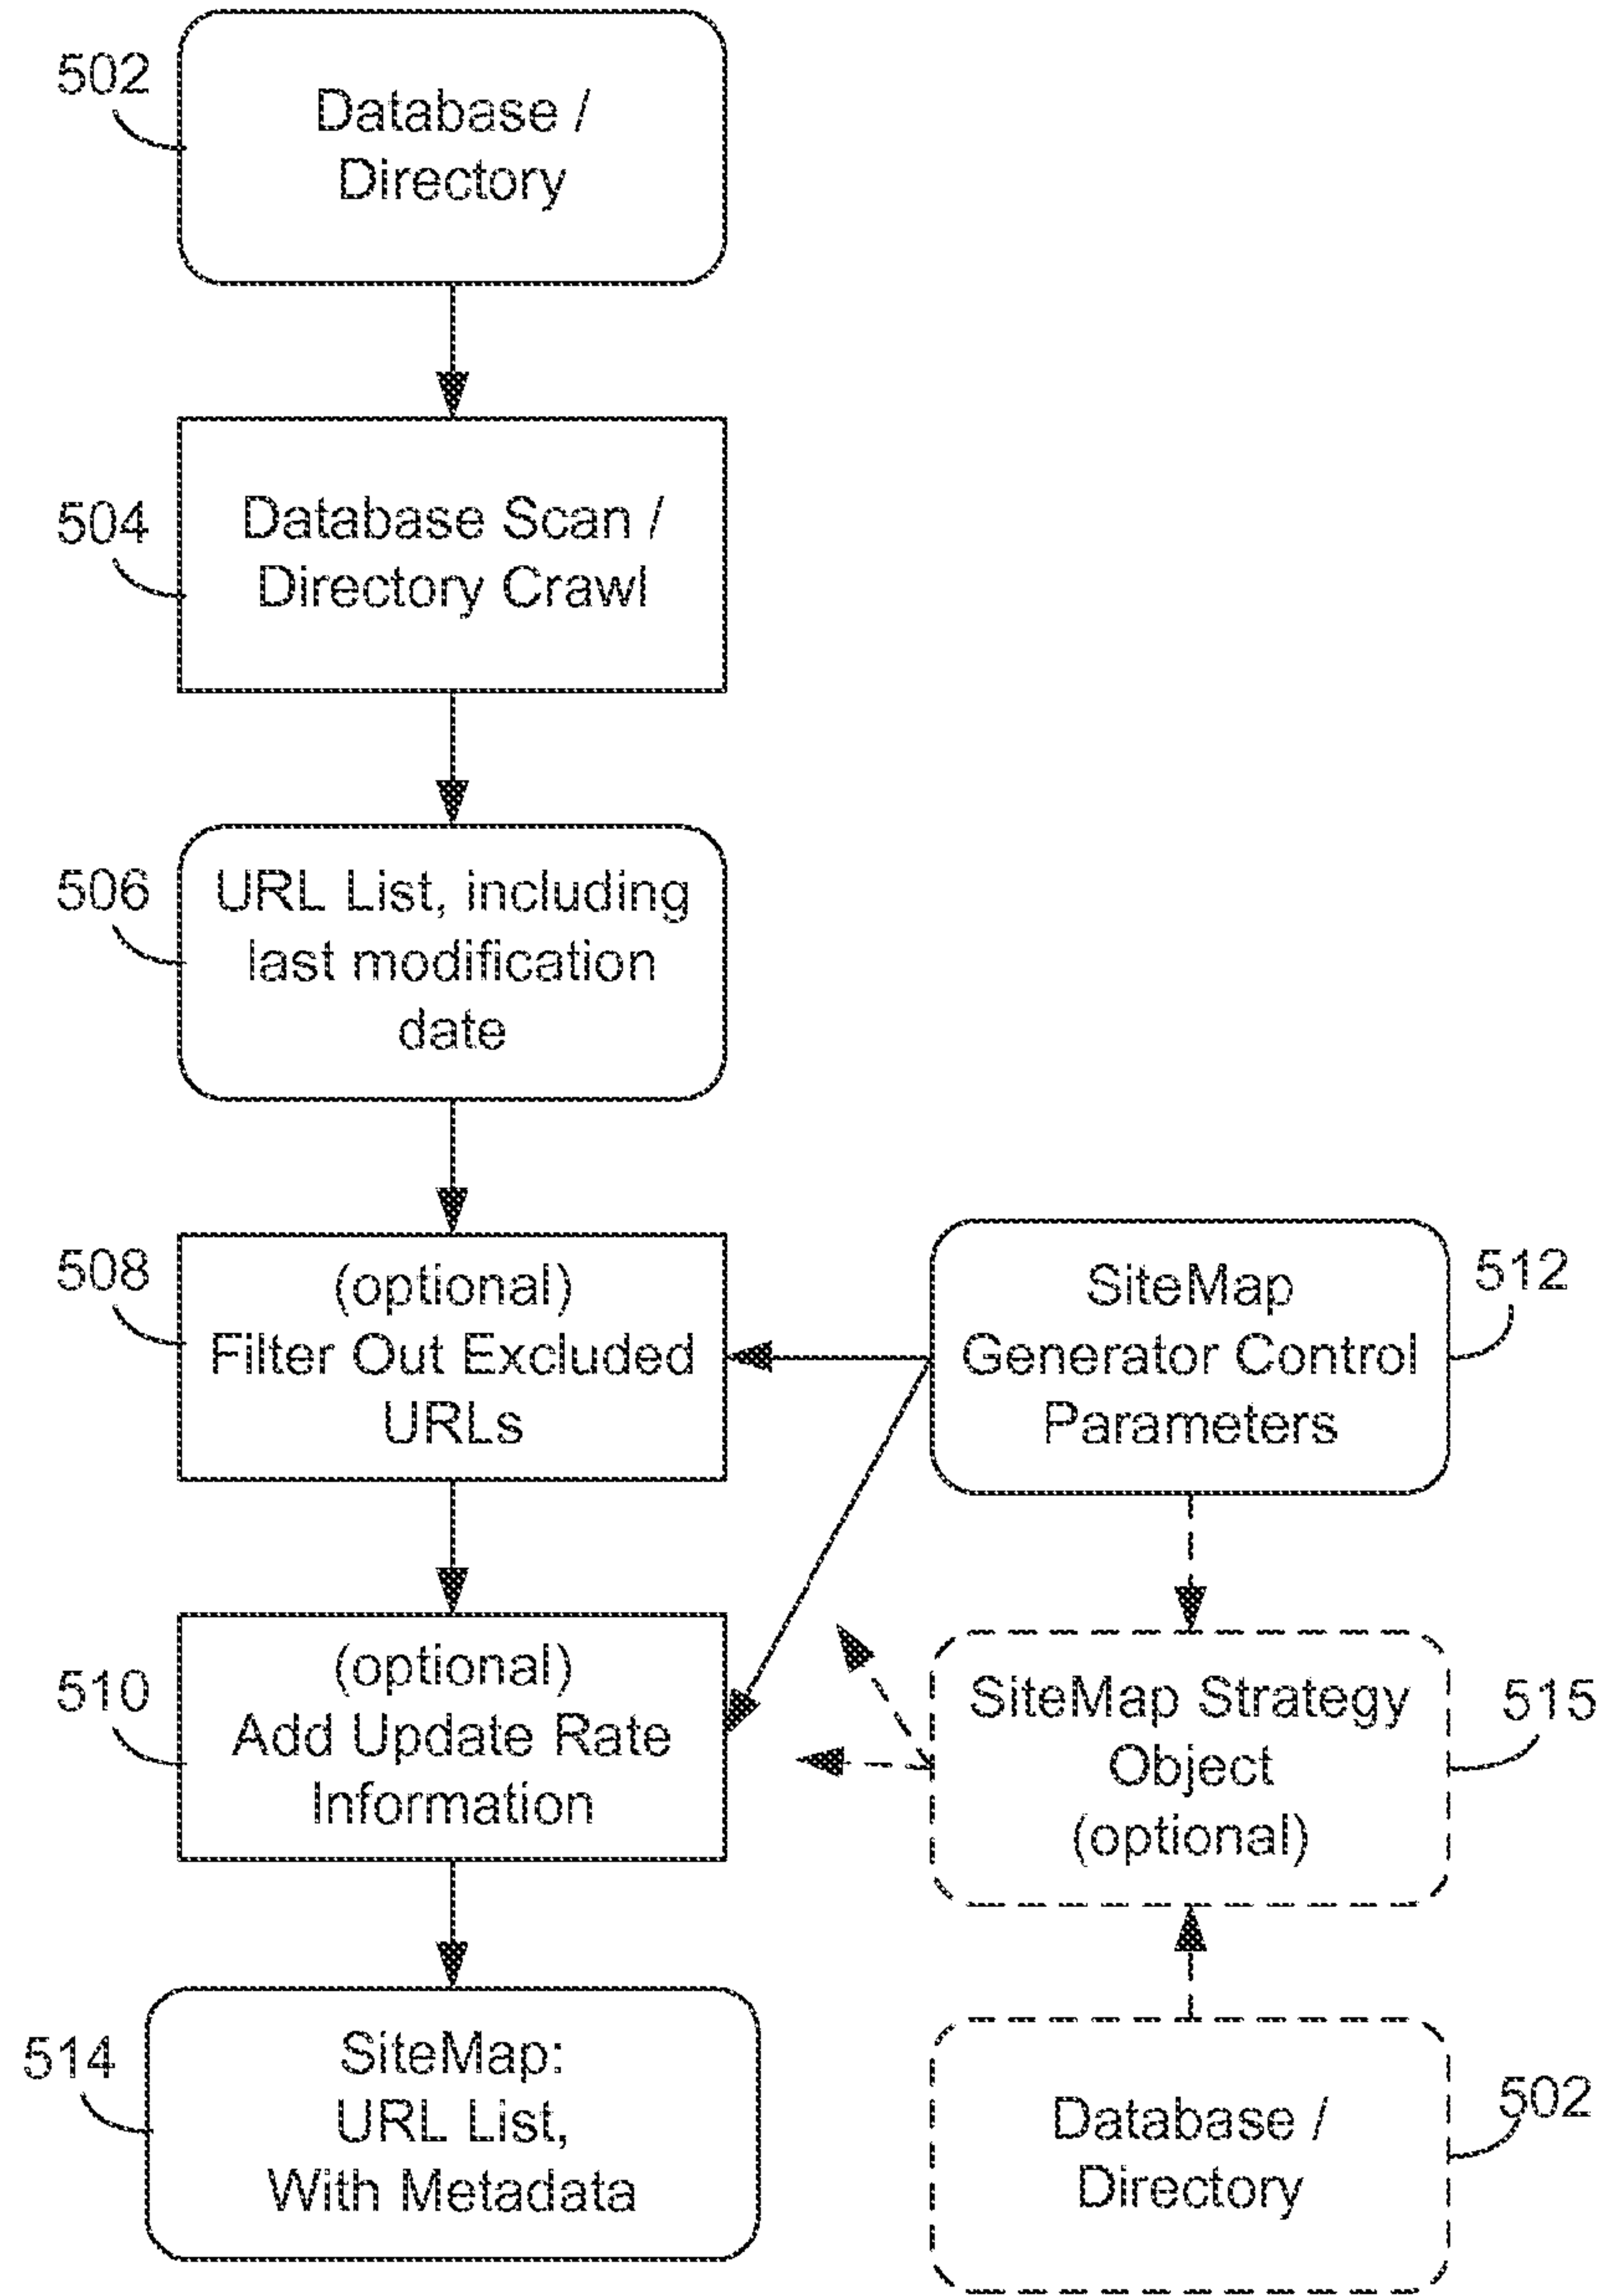 502
Database /
Directory
504
Database Scan /
Directory Crawl
506
URL List, including
last modification
date
508
(optional)
Filter Out Excluded
URLs
SiteMap
Generator Control
Parameters
512
510
(optional)
Add Update Rate
Information
SiteMap Strategy
Object
(optional)
515
514
SiteMap:
URL List,
With Metadata
Database /
Directory
502